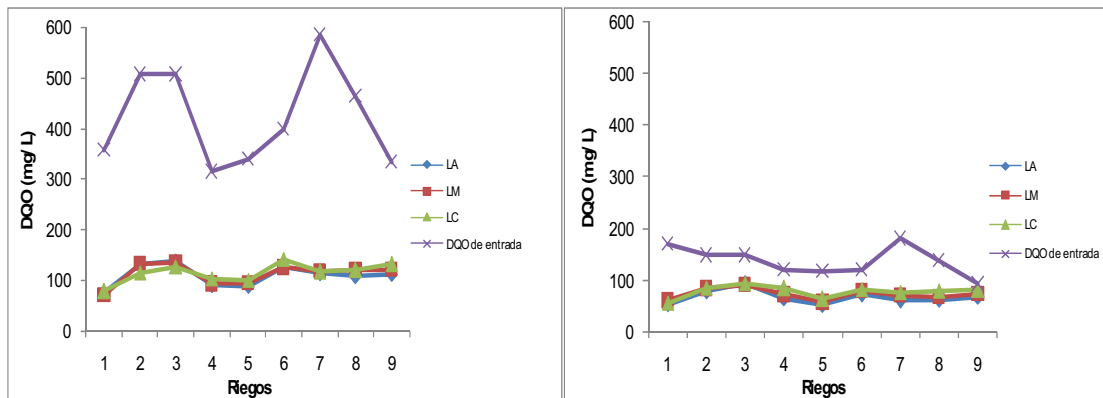 600
500
400
300
200
100
0
DQO (mg/ L)
1 2 3 4 5 6 7 8 9
Riegos
LA
LM
LC
DQO de entrada
600
500
400
300
200
100
0
DQO (mg/ L)
1 2 3 4 5 6 7 8 9
Riegos
LA
LM
LC
DQO de entrada